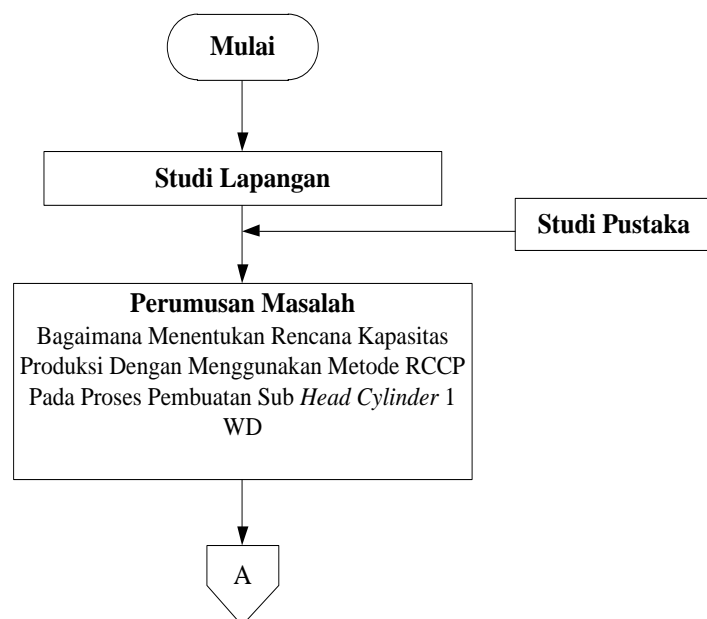 Mulai
Studi Lapangan
Studi Pustaka
Perumusan Masalah
Bagaimana Menentukan Rencana Kapasitas
Produksi Dengan Menggunakan Metode RCCP
Pada Proses Pembuatan Sub Head Cylinder 1
WD
A